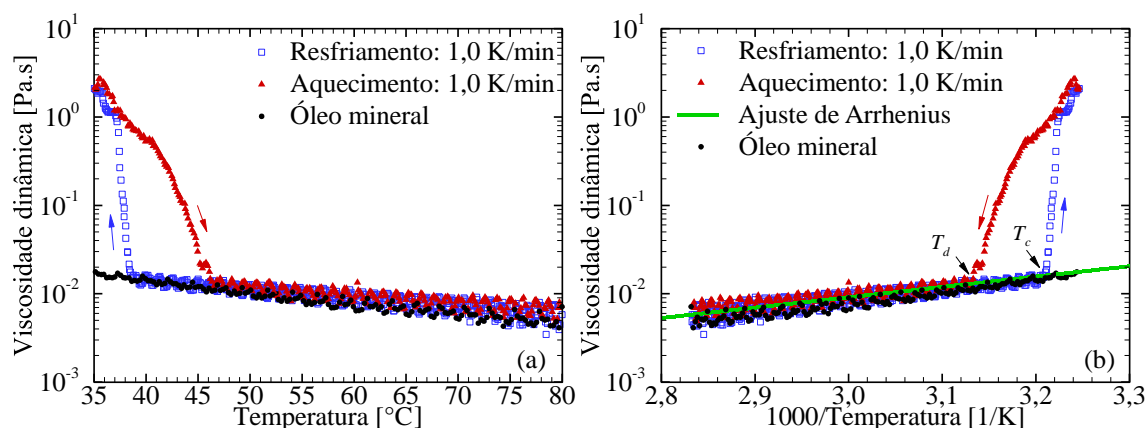 10¹
10⁰
10⁻¹
10⁻²
10⁻³
Viscosidade dinâmica [Pa.s]
Resfriamento: 1,0 K/min
Aquecimento: 1,0 K/min
Óleo mineral
(a)
35 40 45 50 55 60 65 70 75 80
Temperatura [°C]
10¹
10⁰
10⁻¹
10⁻²
10⁻³
Viscosidade dinâmica [Pa.s]
Resfriamento: 1,0 K/min
Aquecimento: 1,0 K/min
Ajuste de Arrhenius
Óleo mineral
T_d
T_c
(b)
2,8 2,9 3,0 3,1 3,2 3,3
1000/Temperatura [1/K]